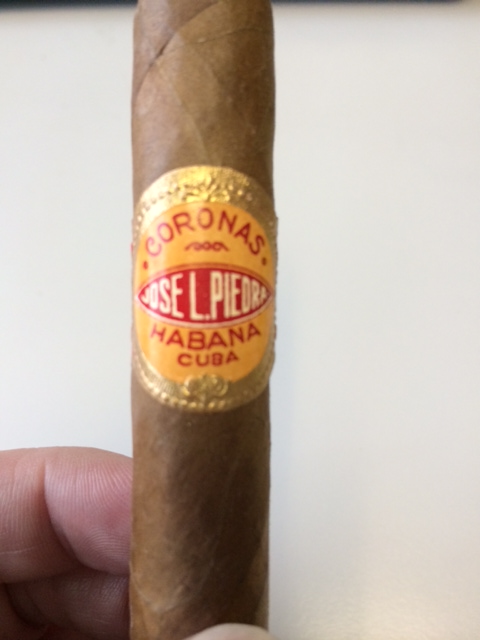 CORONAS
JOSE L. PIEDRA
HABANA
CUBA